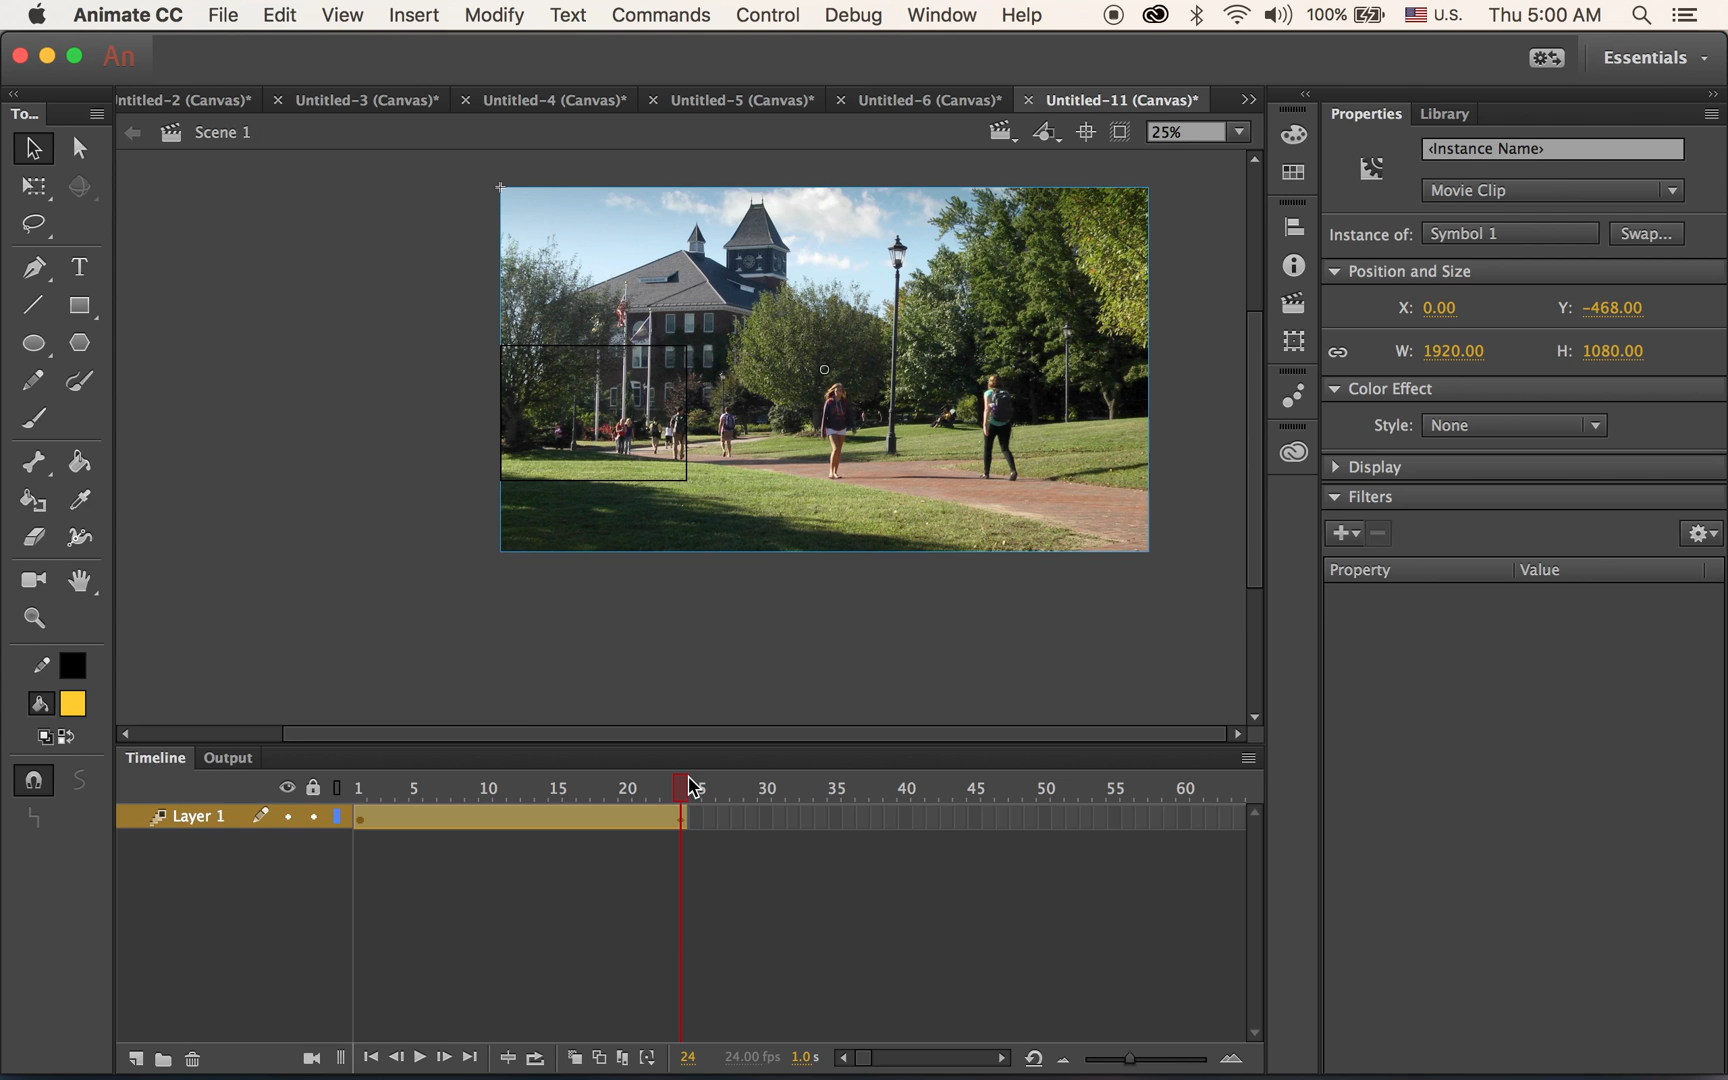 Animate CC File Edit View Insert Modify Text Commands Control Debug Window Help 100% U.S. Thu 5:00 AM
An Essentials
ntitled-2 (Canvas)* Untitled-3 (Canvas)* Untitled-4 (Canvas)* Untitled-5 (Canvas)* Untitled-6 (Canvas)* Untitled-11 (Canvas)*
To... Properties Library
Scene 1 25%
<Instance Name>
Movie Clip
Instance of: Symbol 1 Swap...
Position and Size
X: 0.00 Y: -468.00
W: 1920.00 H: 1080.00
Color Effect
Style: None
Display
Filters
Property Value
Timeline Output
1 5 10 15 20 5 30 35 40 45 50 55 60
Layer 1
24 24.00 fps 1.0 s